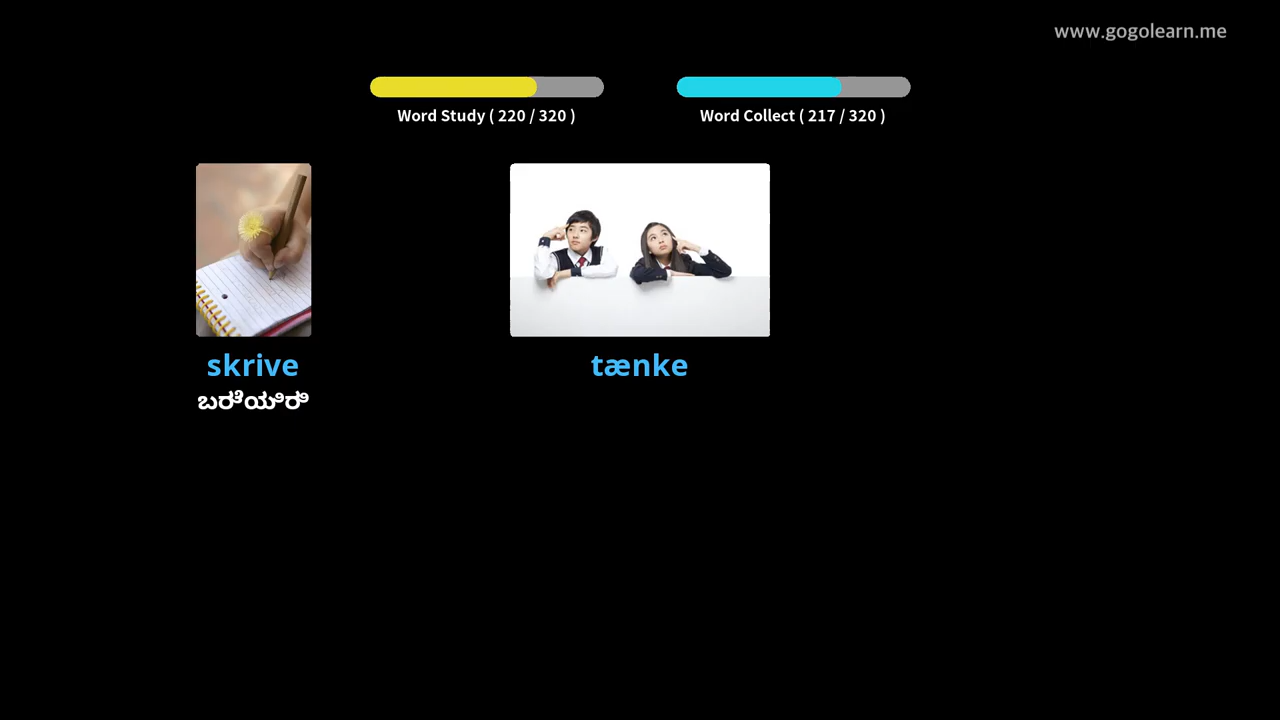 www.gogolearn.me
Word Study ( 220 / 320 )
Word Collect ( 217 / 320 )
skrive
ಬರೆಯಿರಿ
tænke